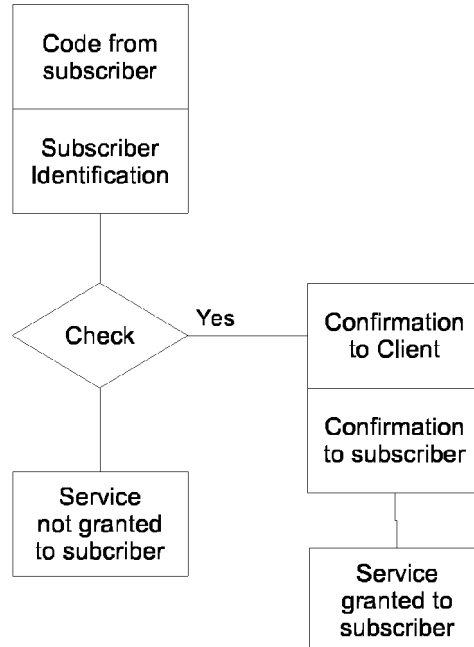 Code from
subscriber
Subscriber
Identification
Check
Yes
Confirmation
to Client
Confirmation
to subscriber
Service
not granted
to subcriber
Service
granted to
subscriber